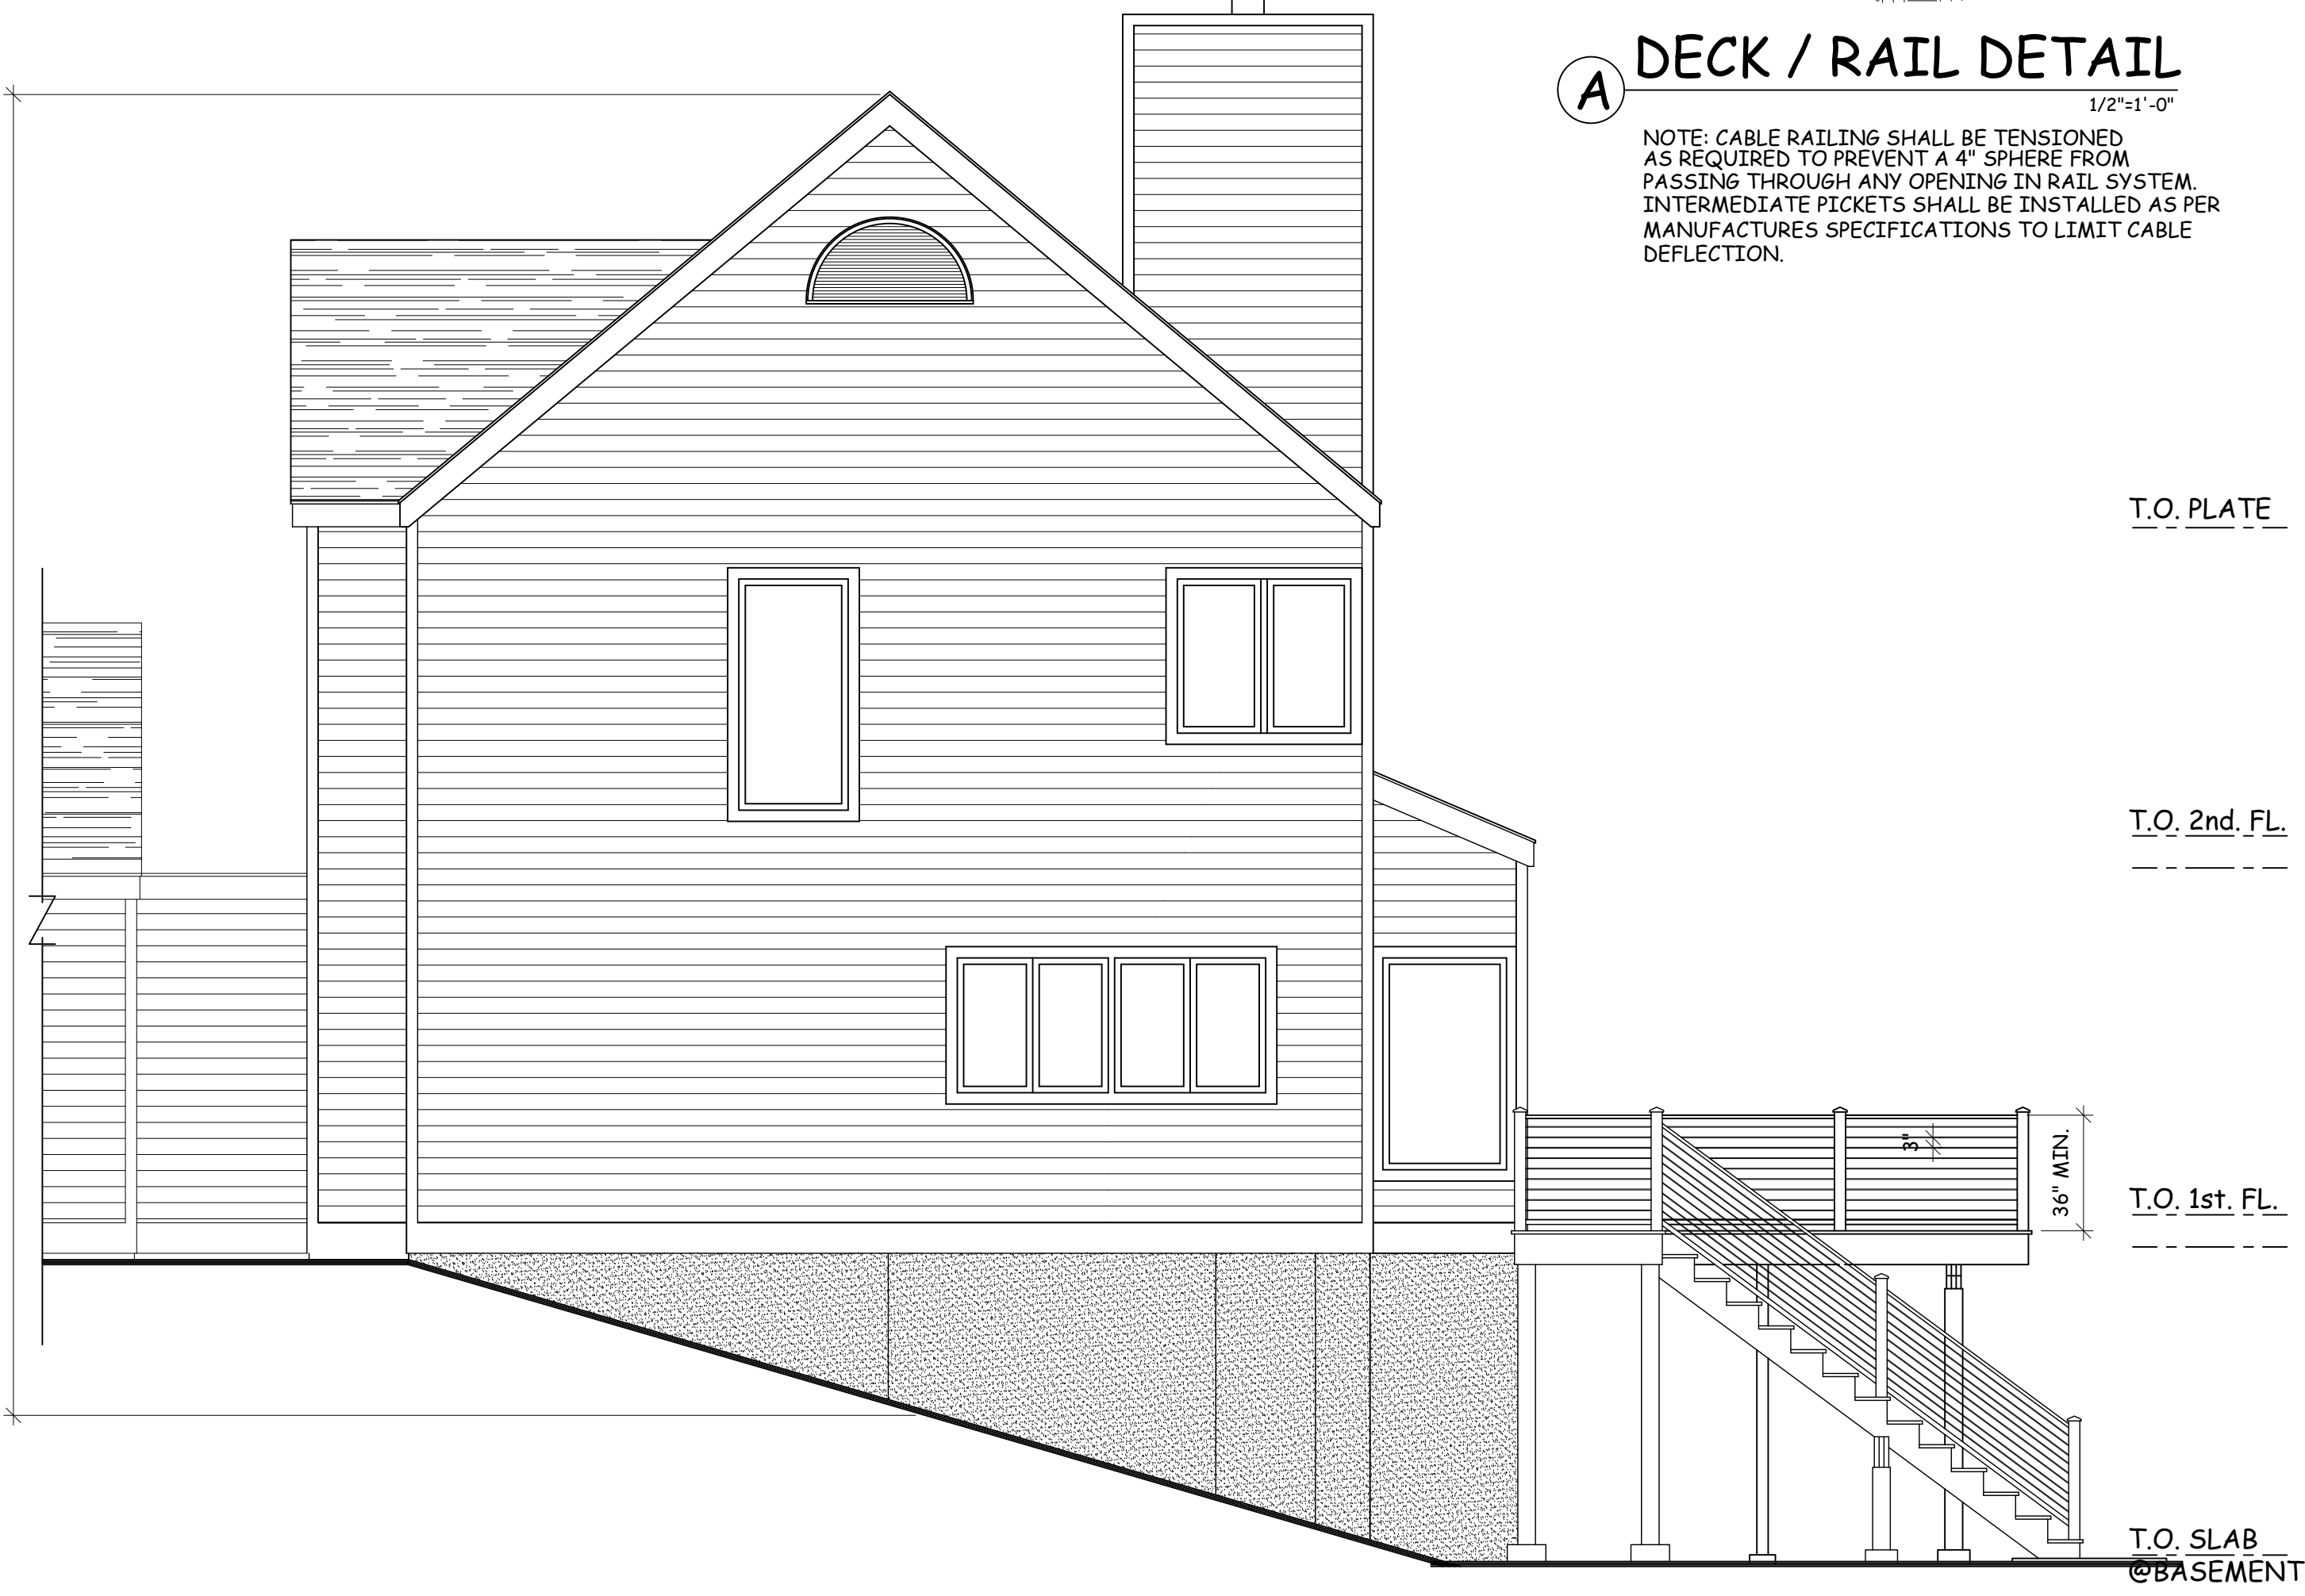 DECK / RAIL DETAIL
A
1/2"=1'-0"
NOTE: CABLE RAILING SHALL BE TENSIONED
AS REQUIRED TO PREVENT A 4" SPHERE FROM
PASSING THROUGH ANY OPENING IN RAIL SYSTEM.
INTERMEDIATE PICKETS SHALL BE INSTALLED AS PER
MANUFACTURES SPECIFICATIONS TO LIMIT CABLE
DEFLECTION.
T.O. PLATE
T.O. 2nd. FL.
3"
36" MIN.
T.O. 1st. FL.
T.O. SLAB
@BASEMENT